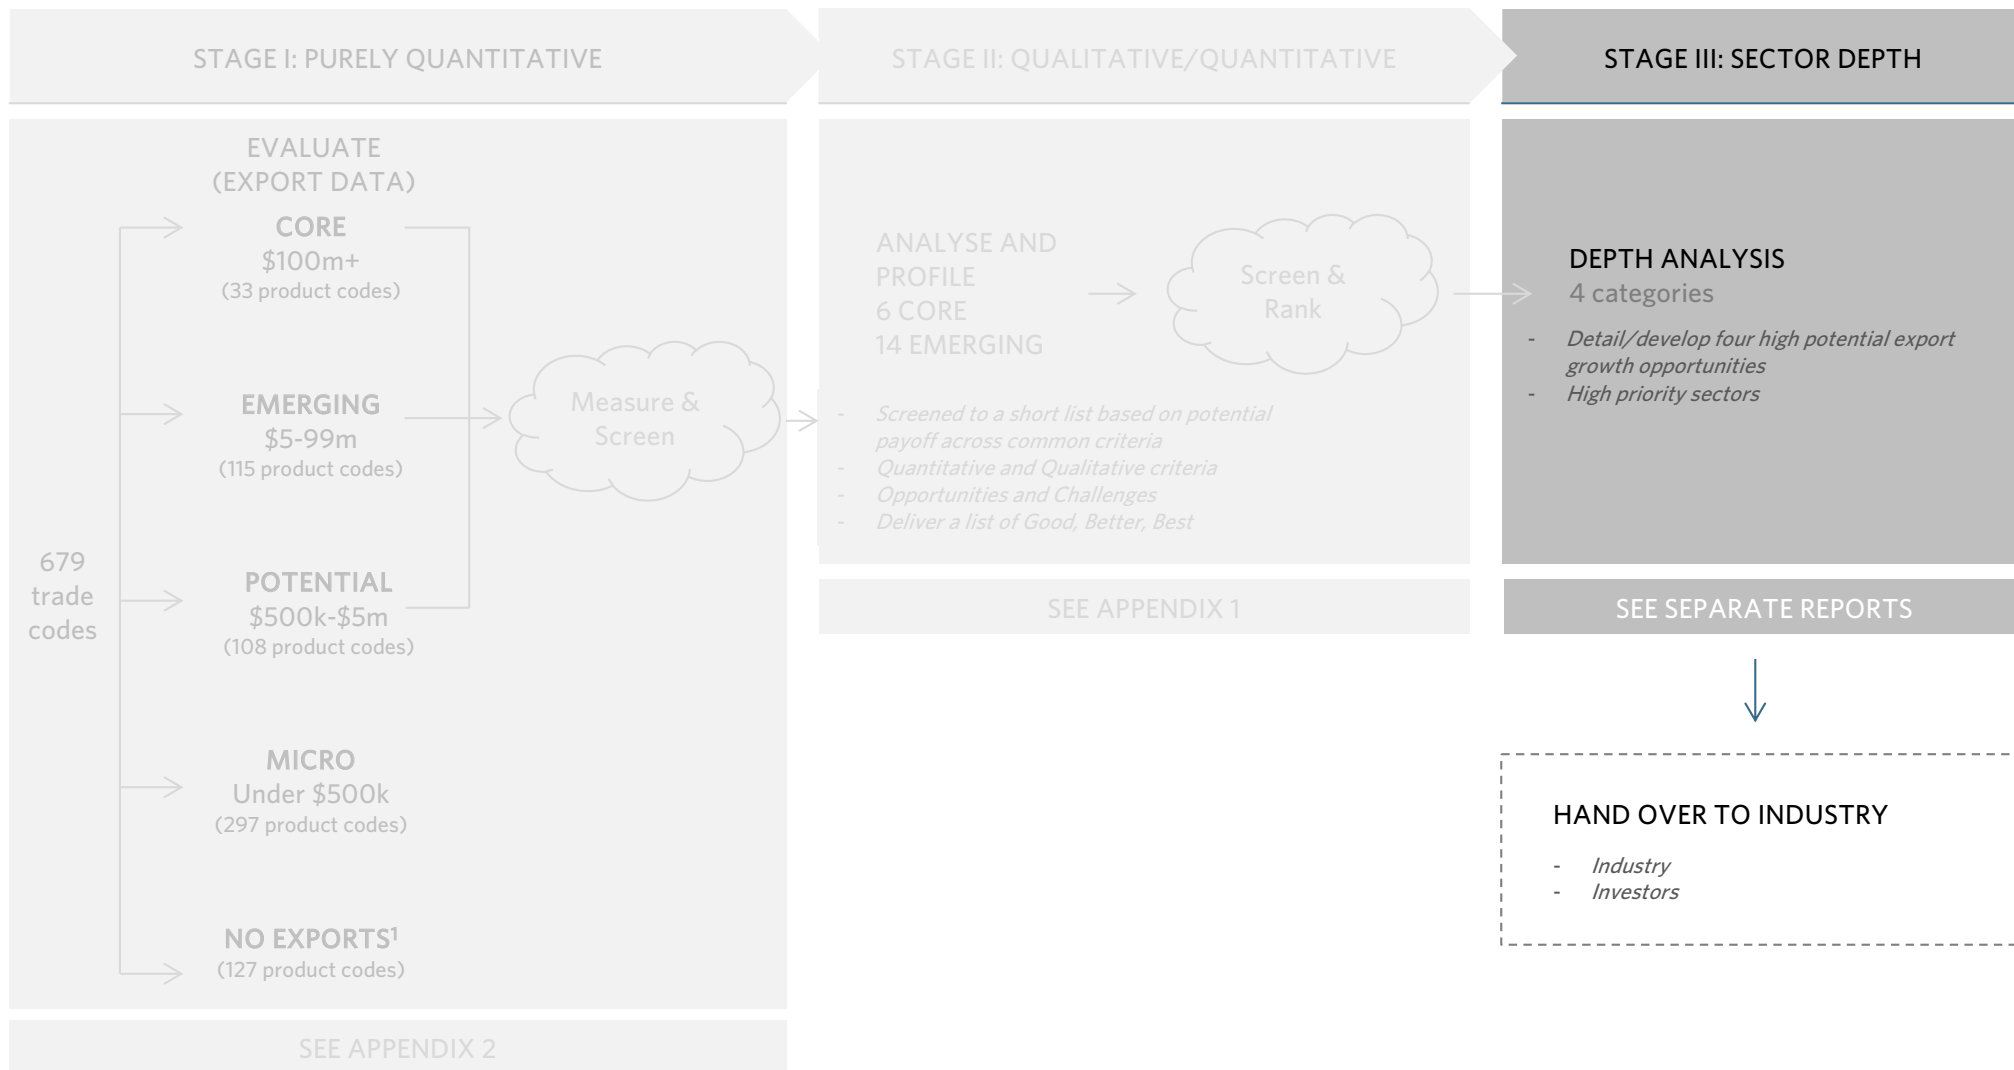 STAGE I: PURELY QUANTITATIVE
STAGE II: QUALITATIVE/QUANTITATIVE
STAGE III: SECTOR DEPTH
EVALUATE
(EXPORT DATA)
CORE
$100m+
(33 product codes)
EMERGING
$5-99m
(115 product codes)
679
trade
codes
POTENTIAL
$500k-$5m
(108 product codes)
MICRO
Under $500k
(297 product codes)
NO EXPORTS¹
(127 product codes)
Measure &
Screen
SEE APPENDIX 2
ANALYSE AND
PROFILE
6 CORE
14 EMERGING
Screen &
Rank
- Screened to a short list based on potential
payoff across common criteria
- Quantitative and Qualitative criteria
- Opportunities and Challenges
- Deliver a list of Good, Better, Best
SEE APPENDIX 1
DEPTH ANALYSIS
4 categories
- Detail/develop four high potential export
growth opportunities
- High priority sectors
SEE SEPARATE REPORTS
HAND OVER TO INDUSTRY
- Industry
- Investors